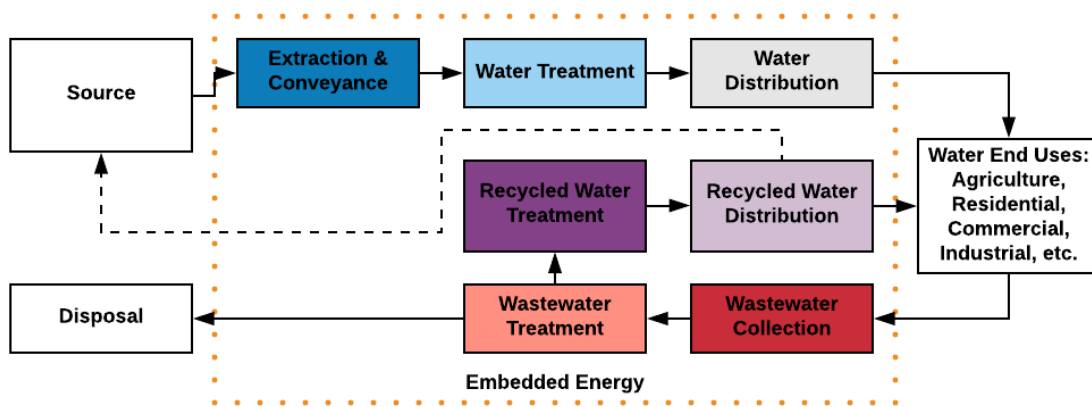 Source
Extraction &
Conveyance
Water Treatment
Water
Distribution
Water End Uses:
Agriculture,
Residential,
Commercial,
Industrial, etc.
Recycled Water
Treatment
Recycled Water
Distribution
Disposal
Wastewater
Treatment
Wastewater
Collection
Embedded Energy